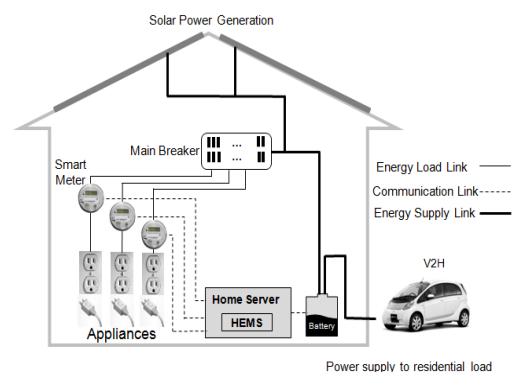 Solar Power Generation
Main Breaker
...
...
Smart
Meter
Energy Load Link
Communication Link
Energy Supply Link
V2H
Home Server
HEMS
Battery
Appliances
Power supply to residential load